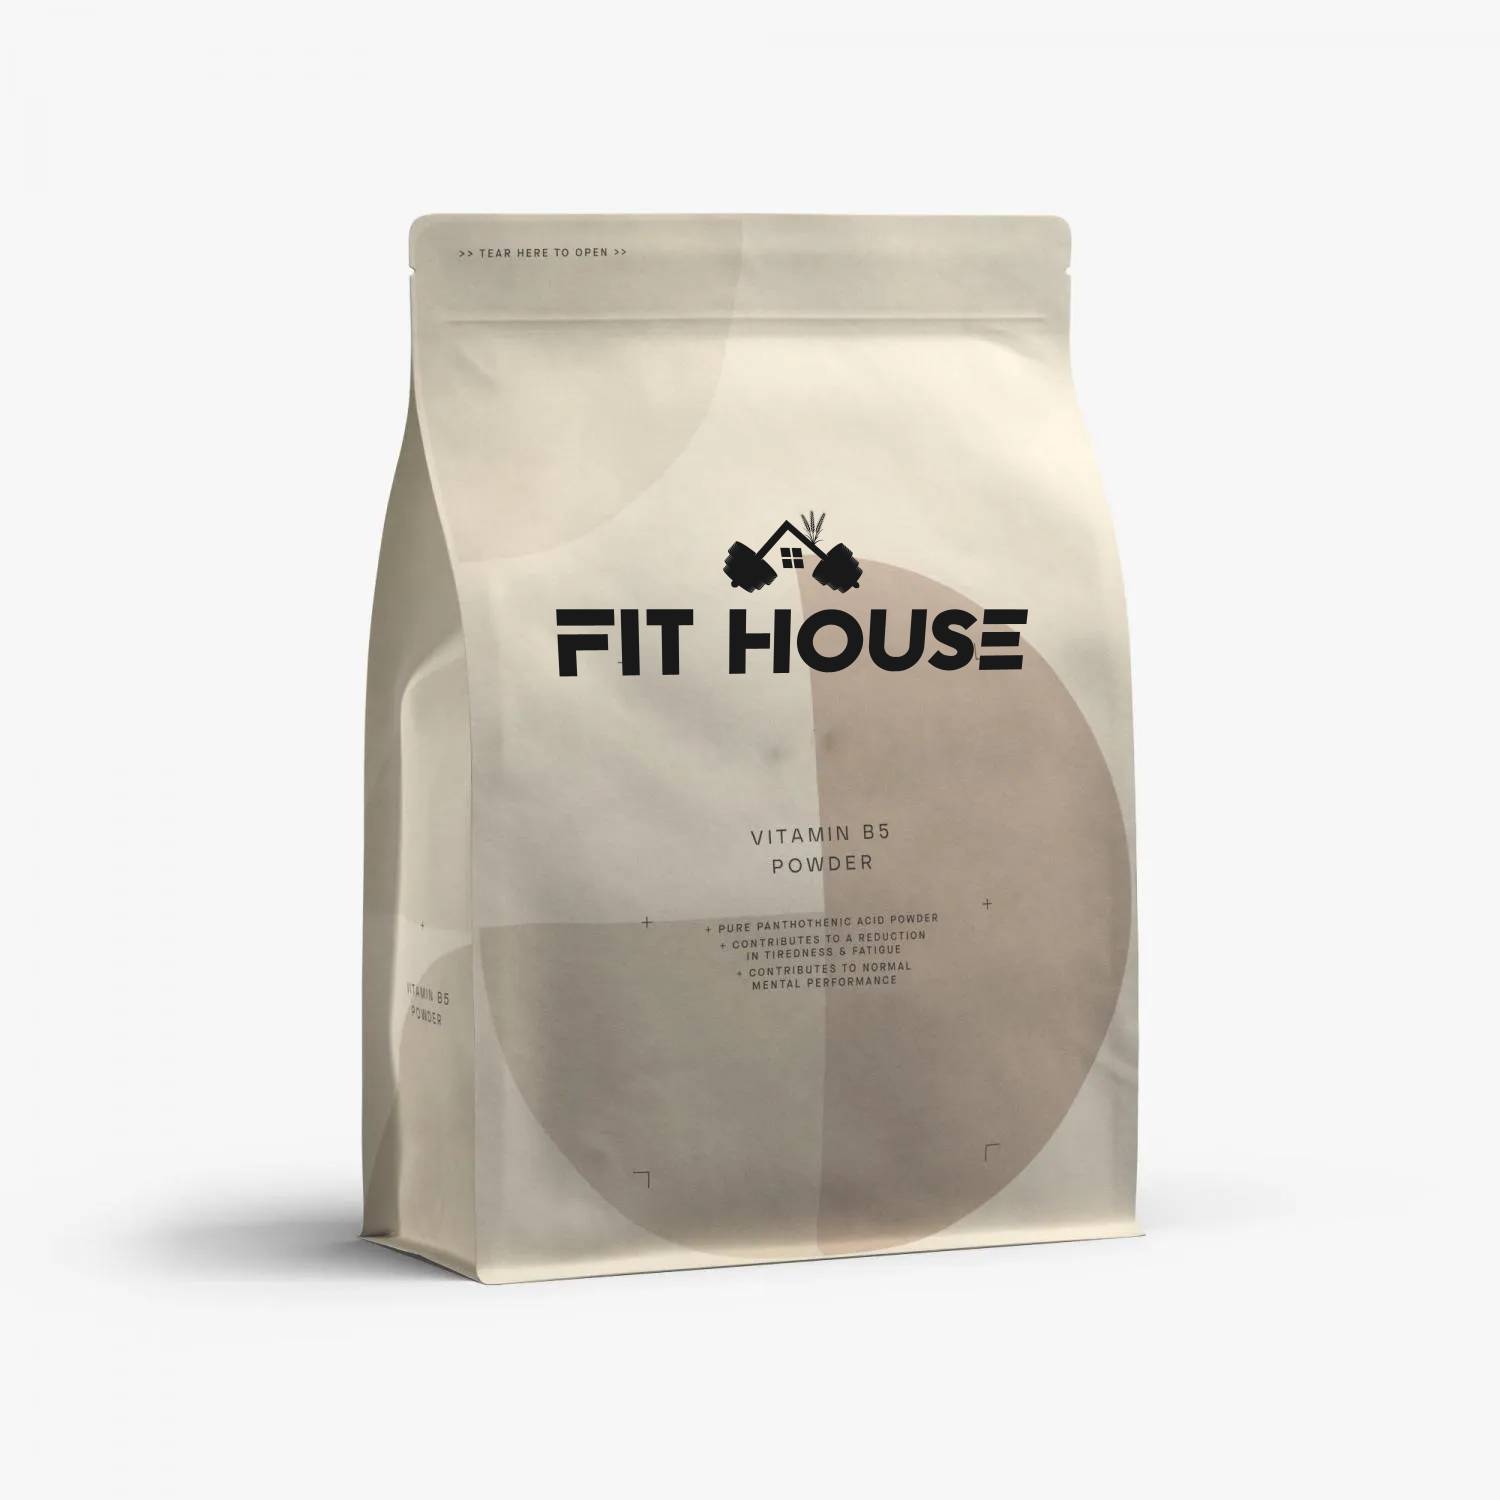 >> TEAR HERE TO OPEN >>
FIT HOUSE
VITAMIN B5
POWDER
+ PURE PANTHOTHENIC ACID POWDER
+ CONTRIBUTES TO A REDUCTION
IN TIREDNESS & FATIGUE
+ CONTRIBUTES TO NORMAL
MENTAL PERFORMANCE
VITAMIN B5
POWDER